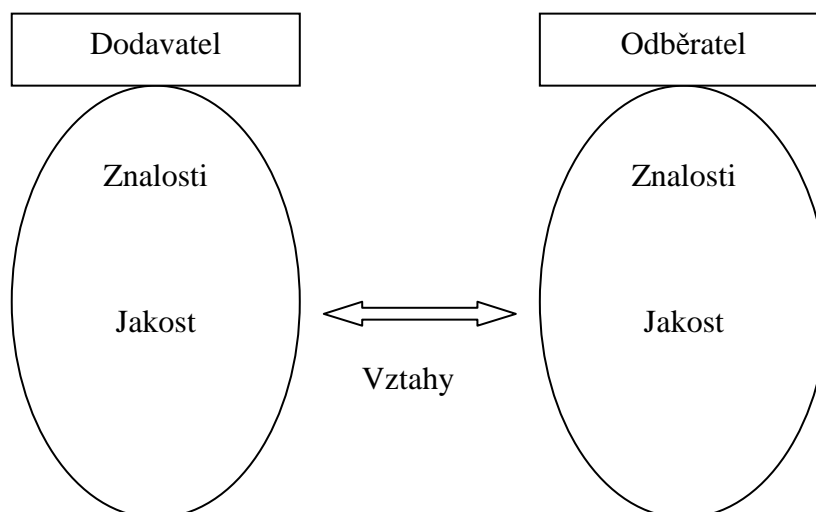 Dodavatel
Odběratel
Znalosti
Znalosti
Jakost
Jakost
Vztahy